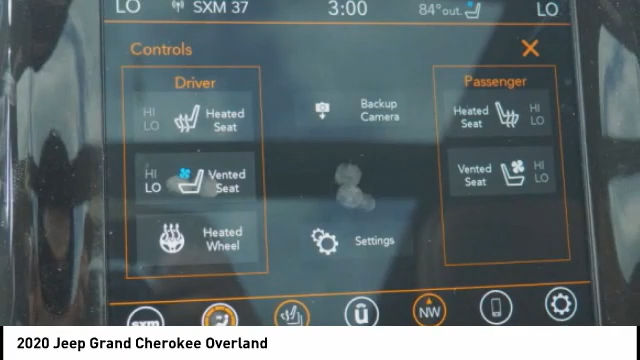 LO SXM 37 3:00 84° out. LO
Controls
Driver
HI
LO
Heated
Seat
HI
LO
Vented
Seat
Heated
Wheel
Backup
Camera
Settings
Passenger
Heated
Seat
HI
LO
Vented
Seat
HI
LO
sxm
û
NW
2020 Jeep Grand Cherokee Overland